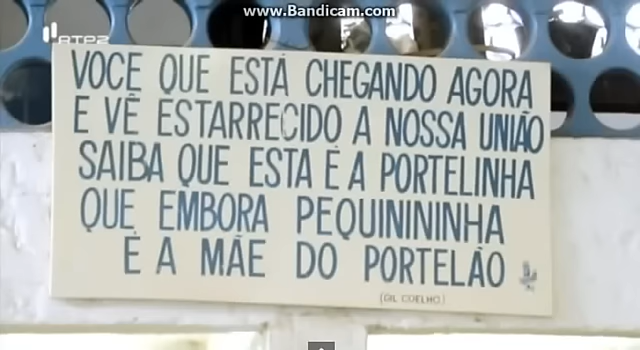 www.Bandicam.com
RTP2
VOCE QUE ESTÁ CHEGANDO AGORA
E VÊ ESTARRECIDO A NOSSA UNIÃO
SAIBA QUE ESTA É A PORTELINHA
QUE EMBORA PEQUINININHA
É A MÃE DO PORTELÃO
(GIL COELHO)